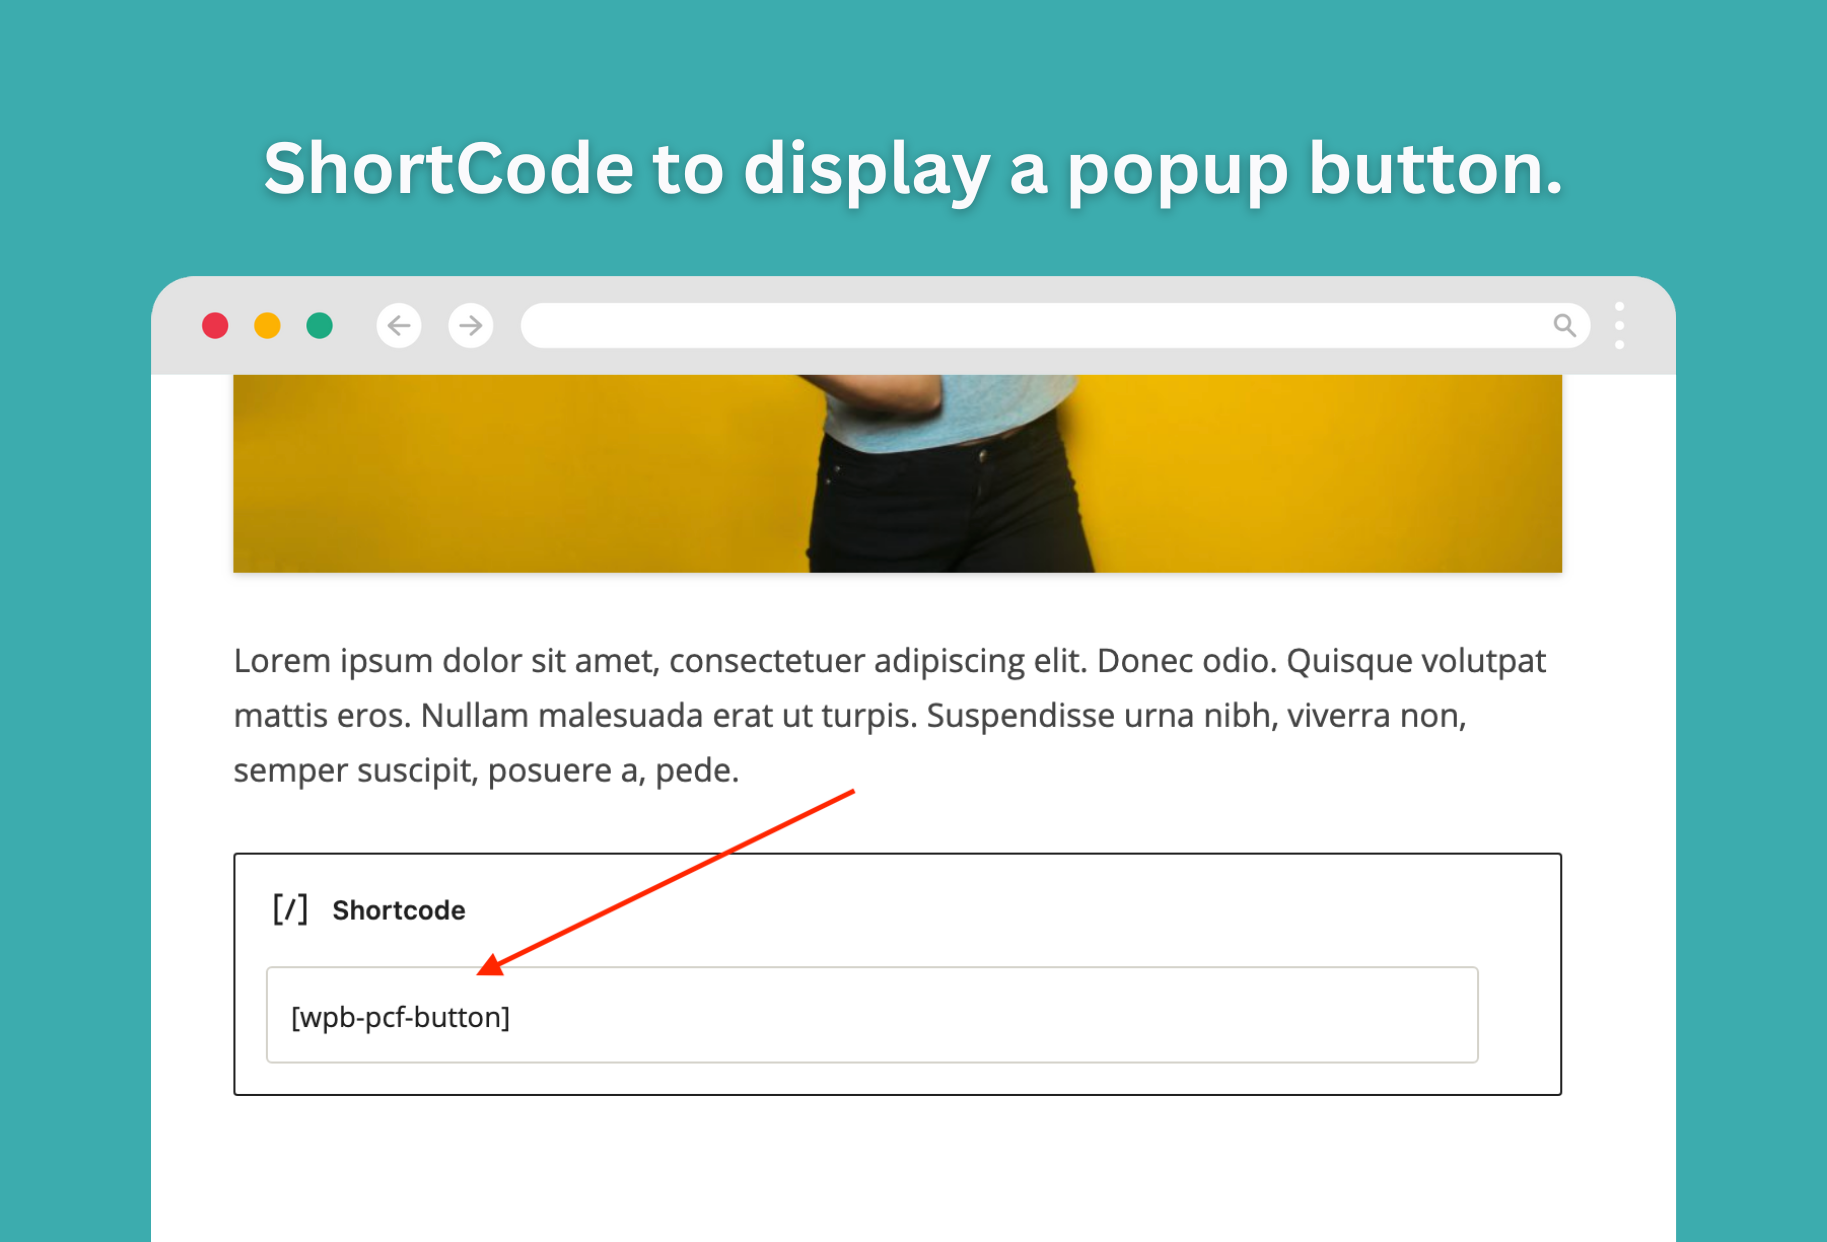 ShortCode to display a popup button.
Lorem ipsum dolor sit amet, consectetuer adipiscing elit. Donec odio. Quisque volutpat
mattis eros. Nullam malesuada erat ut turpis. Suspendisse urna nibh, viverra non,
semper suscipit, posuere a, pede.
[/] Shortcode
[wpb-pcf-button]